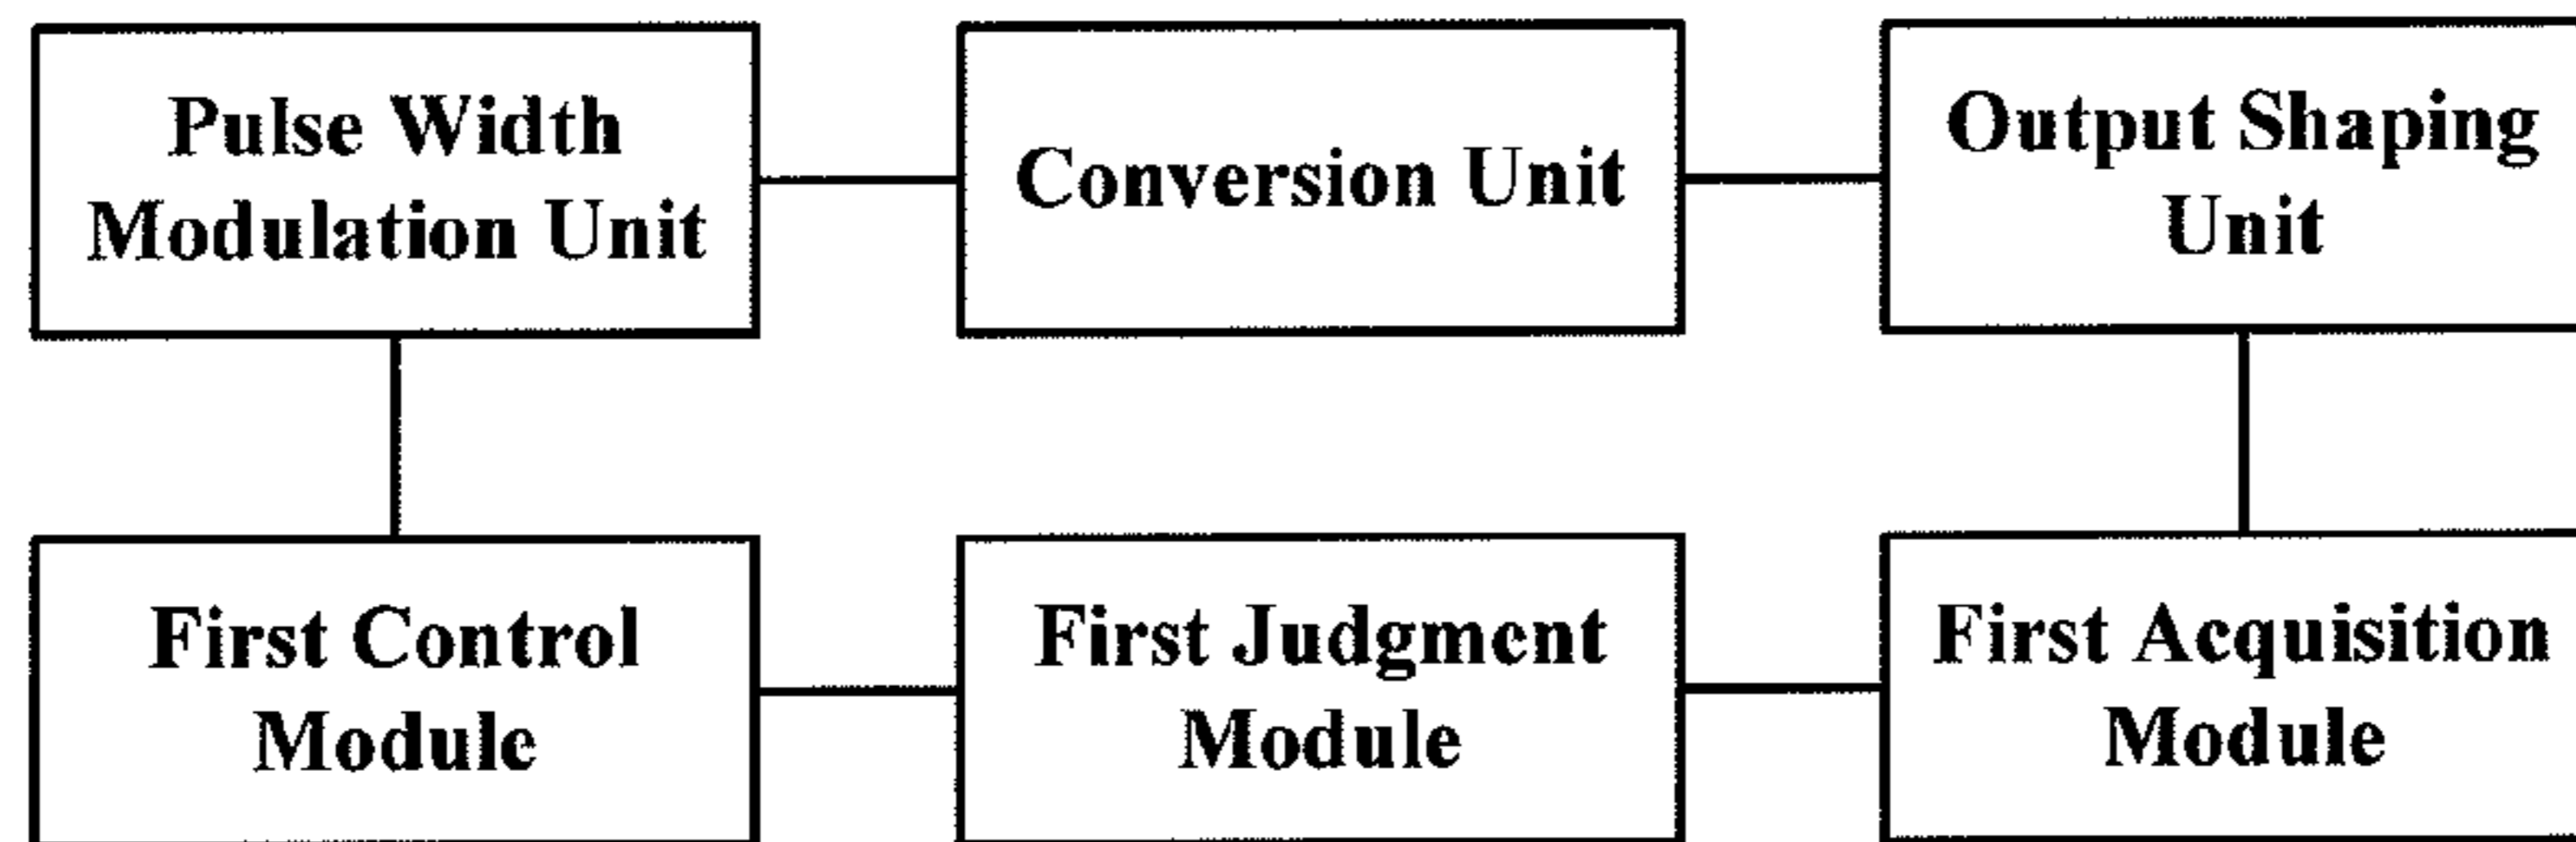 Pulse Width
Modulation Unit
Conversion Unit
Output Shaping
Unit
First Control
Module
First Judgment
Module
First Acquisition
Module